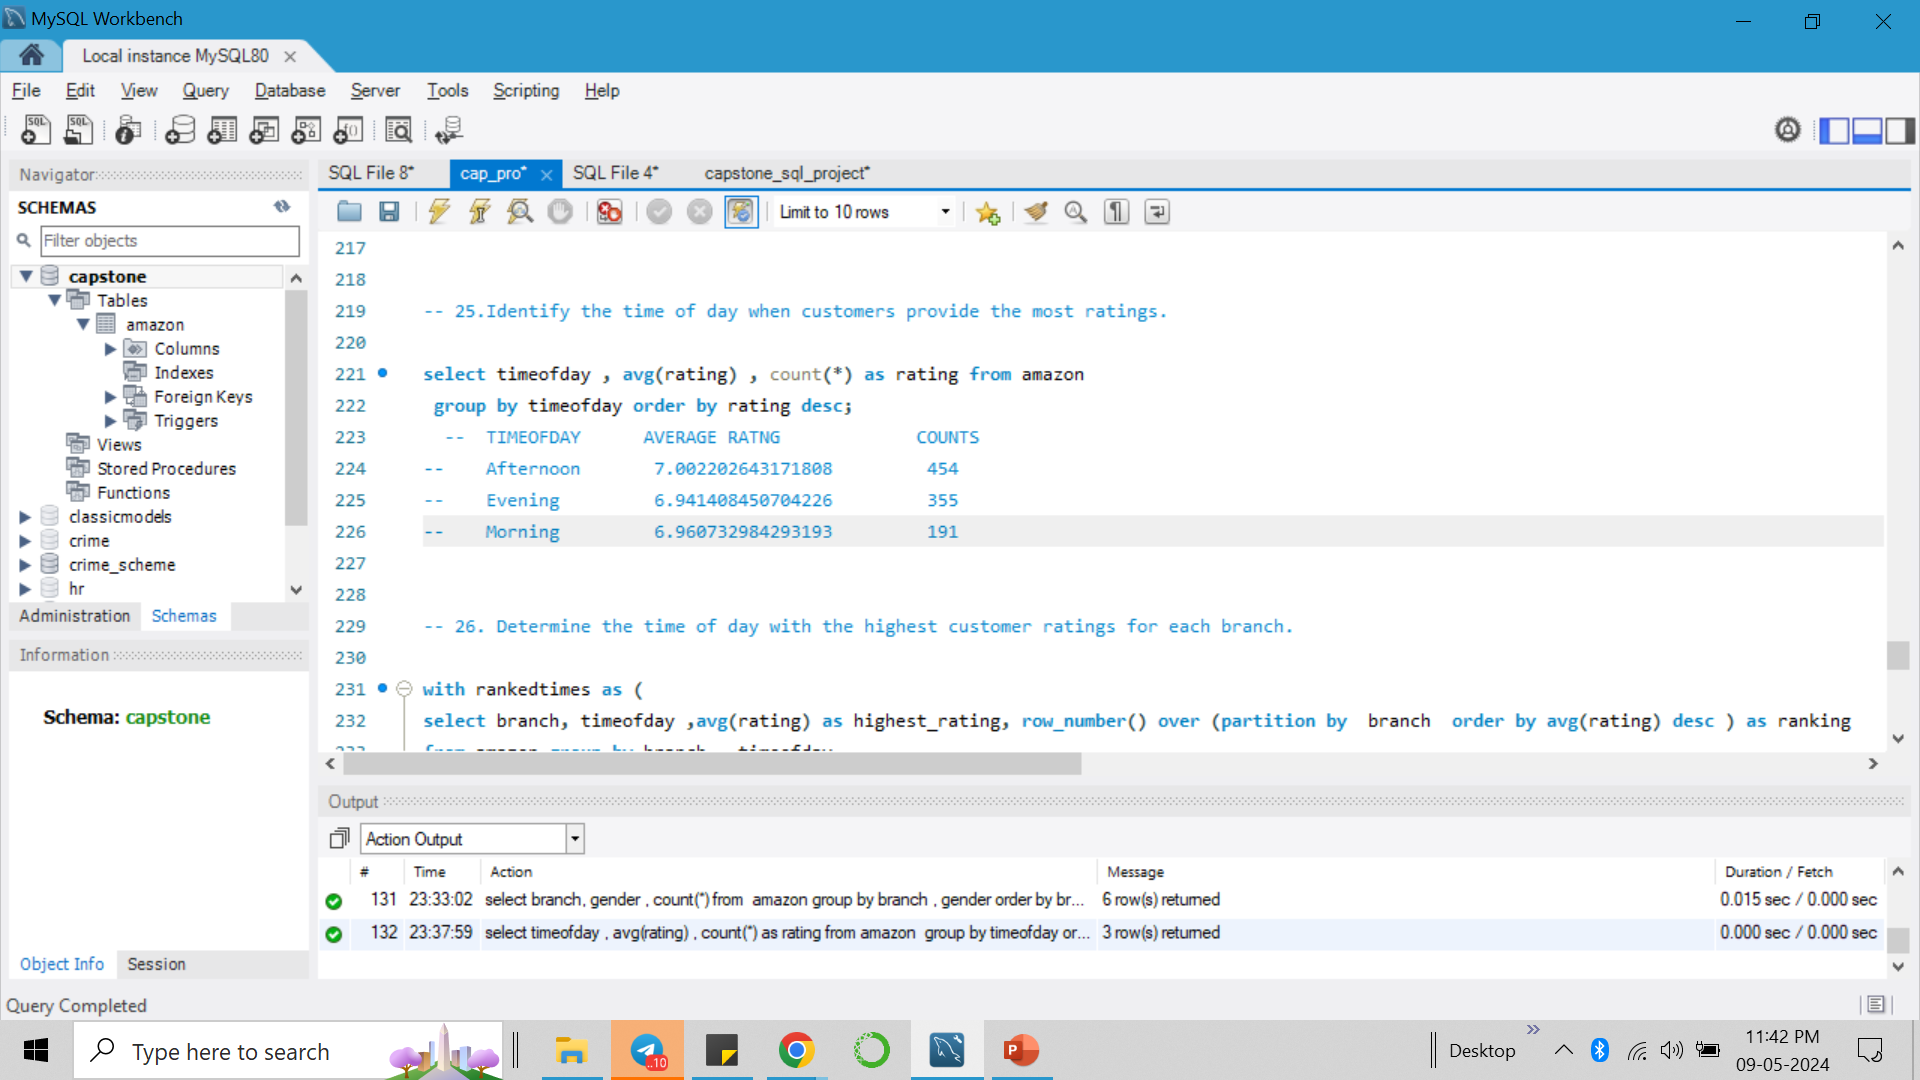 MySQL Workbench
Local instance MySQL80
File Edit View Query Database Server Tools Scripting Help
Navigator
SCHEMAS
Filter objects
capstone
Tables
amazon
Columns
Indexes
Foreign Keys
Triggers
Views
Stored Procedures
Functions
classicmodels
crime
crime_scheme
hr
Administration Schemas
Information
Schema: capstone
Object Info Session
Query Completed
SQL File 8* cap_pro* SQL File 4* capstone_sql_project*
Limit to 10 rows
217
218
219 -- 25.Identify the time of day when customers provide the most ratings.
220
221 select timeofday , avg(rating) , count(*) as rating from amazon
222 group by timeofday order by rating desc;
223 -- TIMEOFDAY AVERAGE RATNG COUNTS
224 -- Afternoon 7.002202643171808 454
225 -- Evening 6.941408450704226 355
226 -- Morning 6.960732984293193 191
227
228
229 -- 26. Determine the time of day with the highest customer ratings for each branch.
230
231 with rankedtimes as (
232 select branch, timeofday ,avg(rating) as highest_rating, row_number() over (partition by branch order by avg(rating) desc ) as ranking
233 from amazon group by branch , timeofday
Output
Action Output
# Time Action Message Duration / Fetch
131 23:33:02 select branch, gender , count(*) from amazon group by branch , gender order by br... 6 row(s) returned 0.015 sec / 0.000 sec
132 23:37:59 select timeofday , avg(rating) , count(*) as rating from amazon group by timeofday or... 3 row(s) returned 0.000 sec / 0.000 sec
Type here to search
..10
Desktop
11:42 PM
09-05-2024